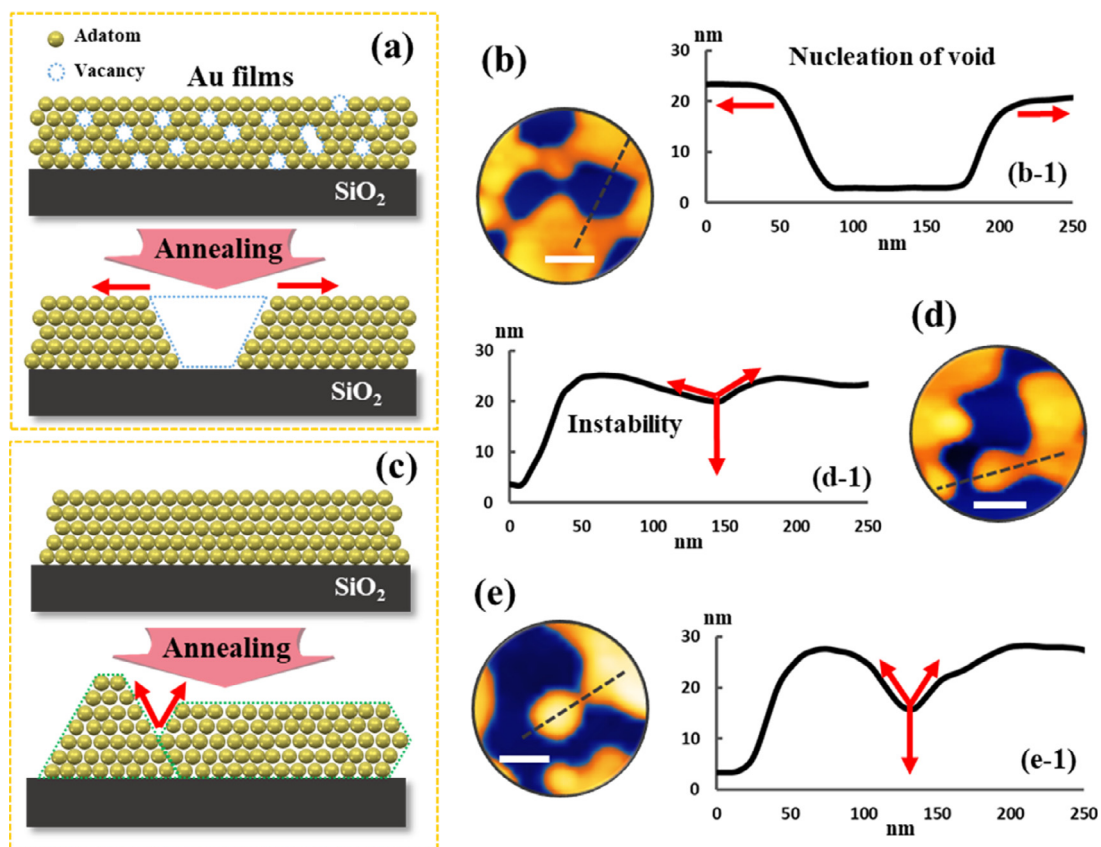 (a)
Adatom
Vacancy
Au films
SiO2
Annealing
SiO2
(b)
nm
30
20
10
0
Nucleation of void
(b-1)
0 50 100 150 200 250
nm
(c)
SiO2
Annealing
nm
30
20
10
0
Instability
(d-1)
0 50 100 150 200 250
nm
(d)
(e)
nm
30
20
10
0
(e-1)
0 50 100 150 200 250
nm